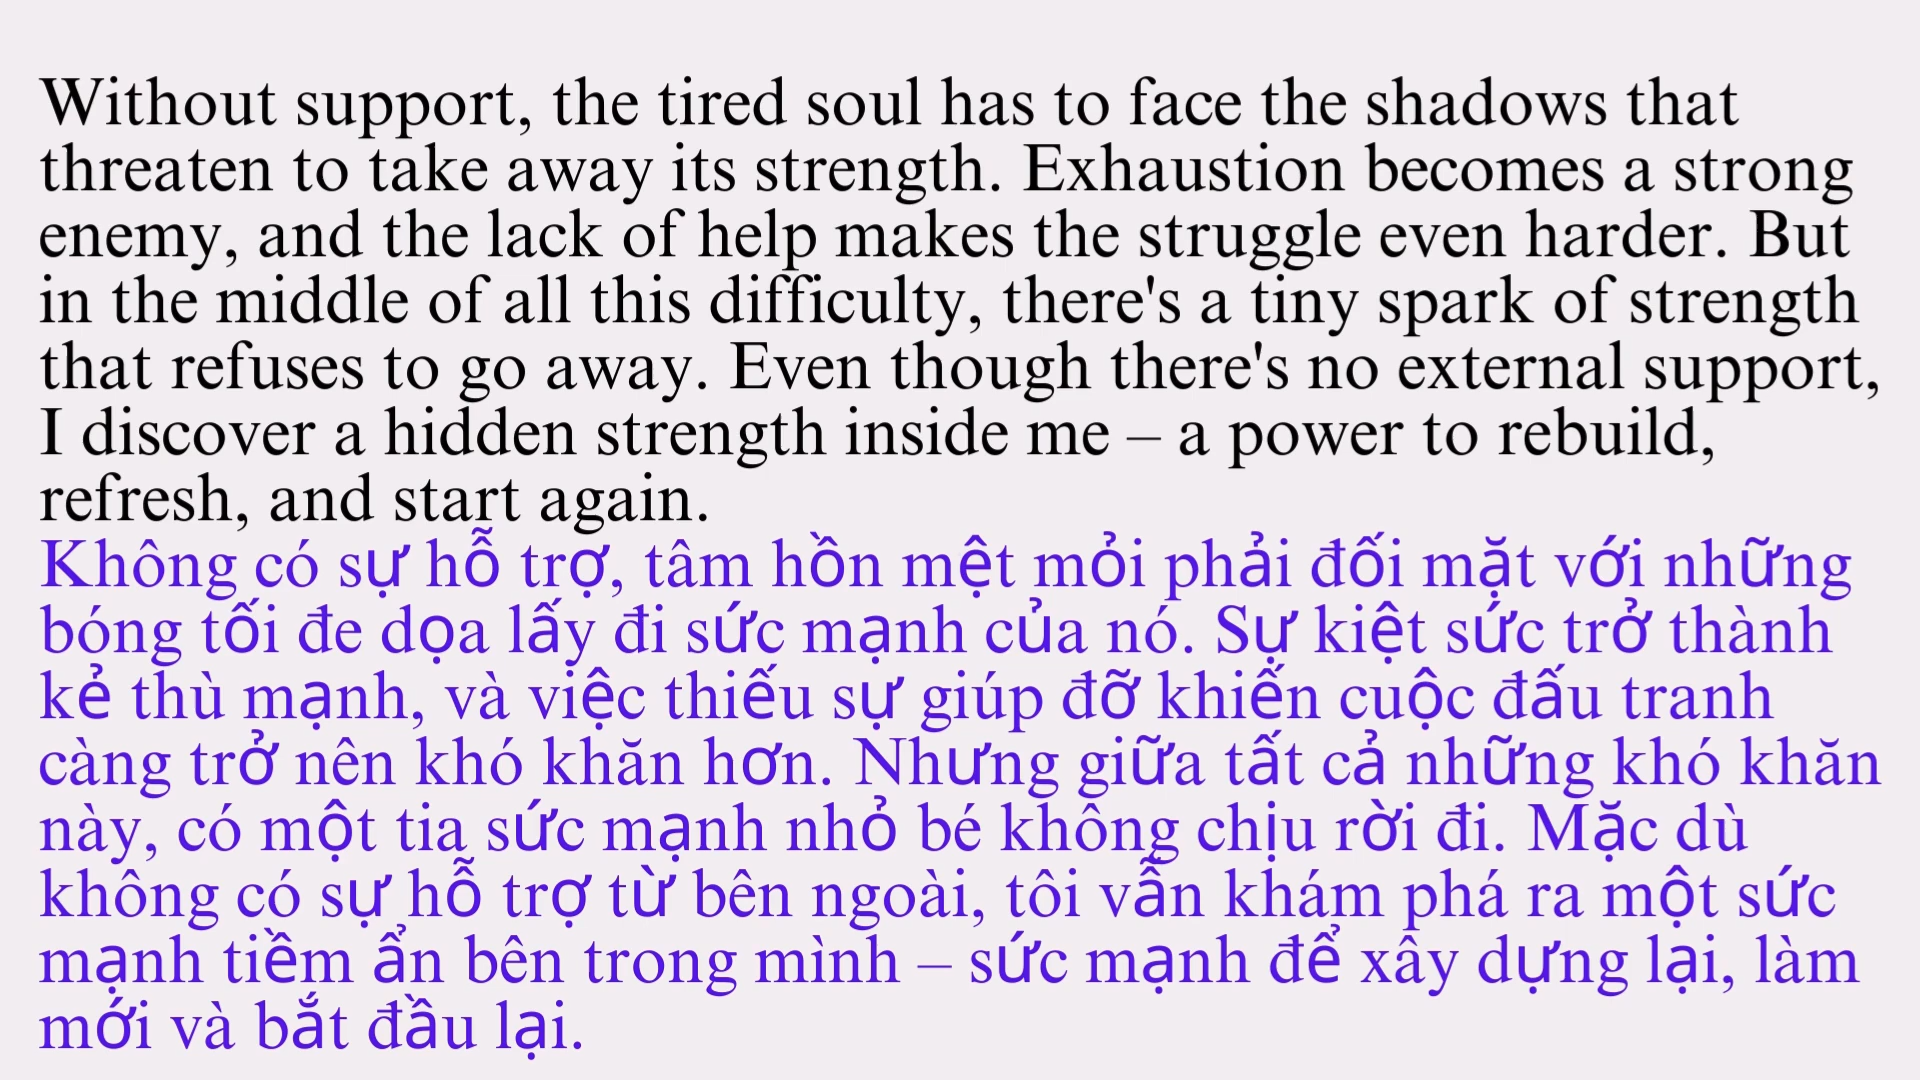 Without support, the tired soul has to face the shadows that
threaten to take away its strength. Exhaustion becomes a strong
enemy, and the lack of help makes the struggle even harder. But
in the middle of all this difficulty, there's a tiny spark of strength
that refuses to go away. Even though there's no external support,
I discover a hidden strength inside me – a power to rebuild,
refresh, and start again.
Không có sự hỗ trợ, tâm hồn mệt mỏi phải đối mặt với những
bóng tối đe dọa lấy đi sức mạnh của nó. Sự kiệt sức trở thành
kẻ thù mạnh, và việc thiếu sự giúp đỡ khiến cuộc đấu tranh
càng trở nên khó khăn hơn. Nhưng giữa tất cả những khó khăn
này, có một tia sức mạnh nhỏ bé không chịu rời đi. Mặc dù
không có sự hỗ trợ từ bên ngoài, tôi vẫn khám phá ra một sức
mạnh tiềm ẩn bên trong mình – sức mạnh để xây dựng lại, làm
mới và bắt đầu lại.